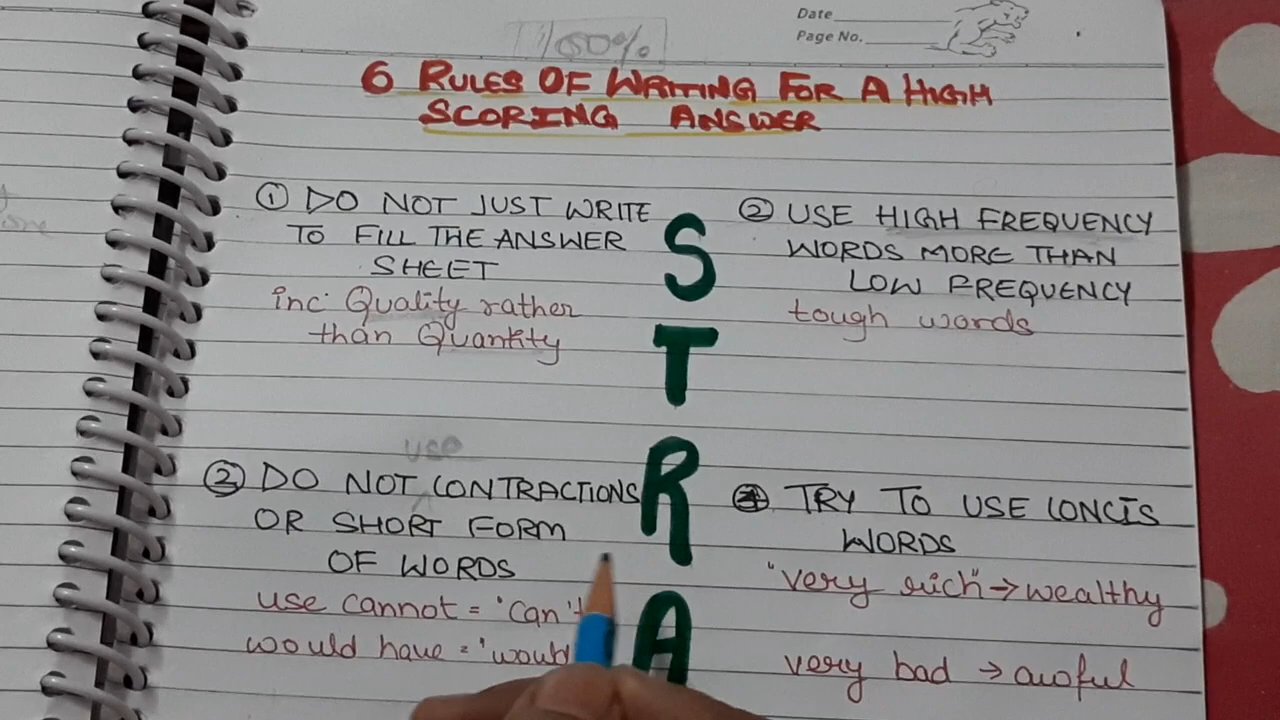 Date
Page No.
100%
6 RULES OF WRITING FOR A HIGH
SCORING ANSWER
① DO NOT JUST WRITE
TO FILL THE ANSWER
SHEET
inc. Quality rather
than Quantity
② USE HIGH FREQUENCY
WORDS MORE THAN
LOW FREQUENCY
tough words
S
T
R
A
use
③ DO NOT CONTRACTIONS
OR SHORT FORM
OF WORDS
use cannot = 'can't
would have = 'would
④ TRY TO USE CONCIS
WORDS
"very rich" → wealthy
very bad → awful